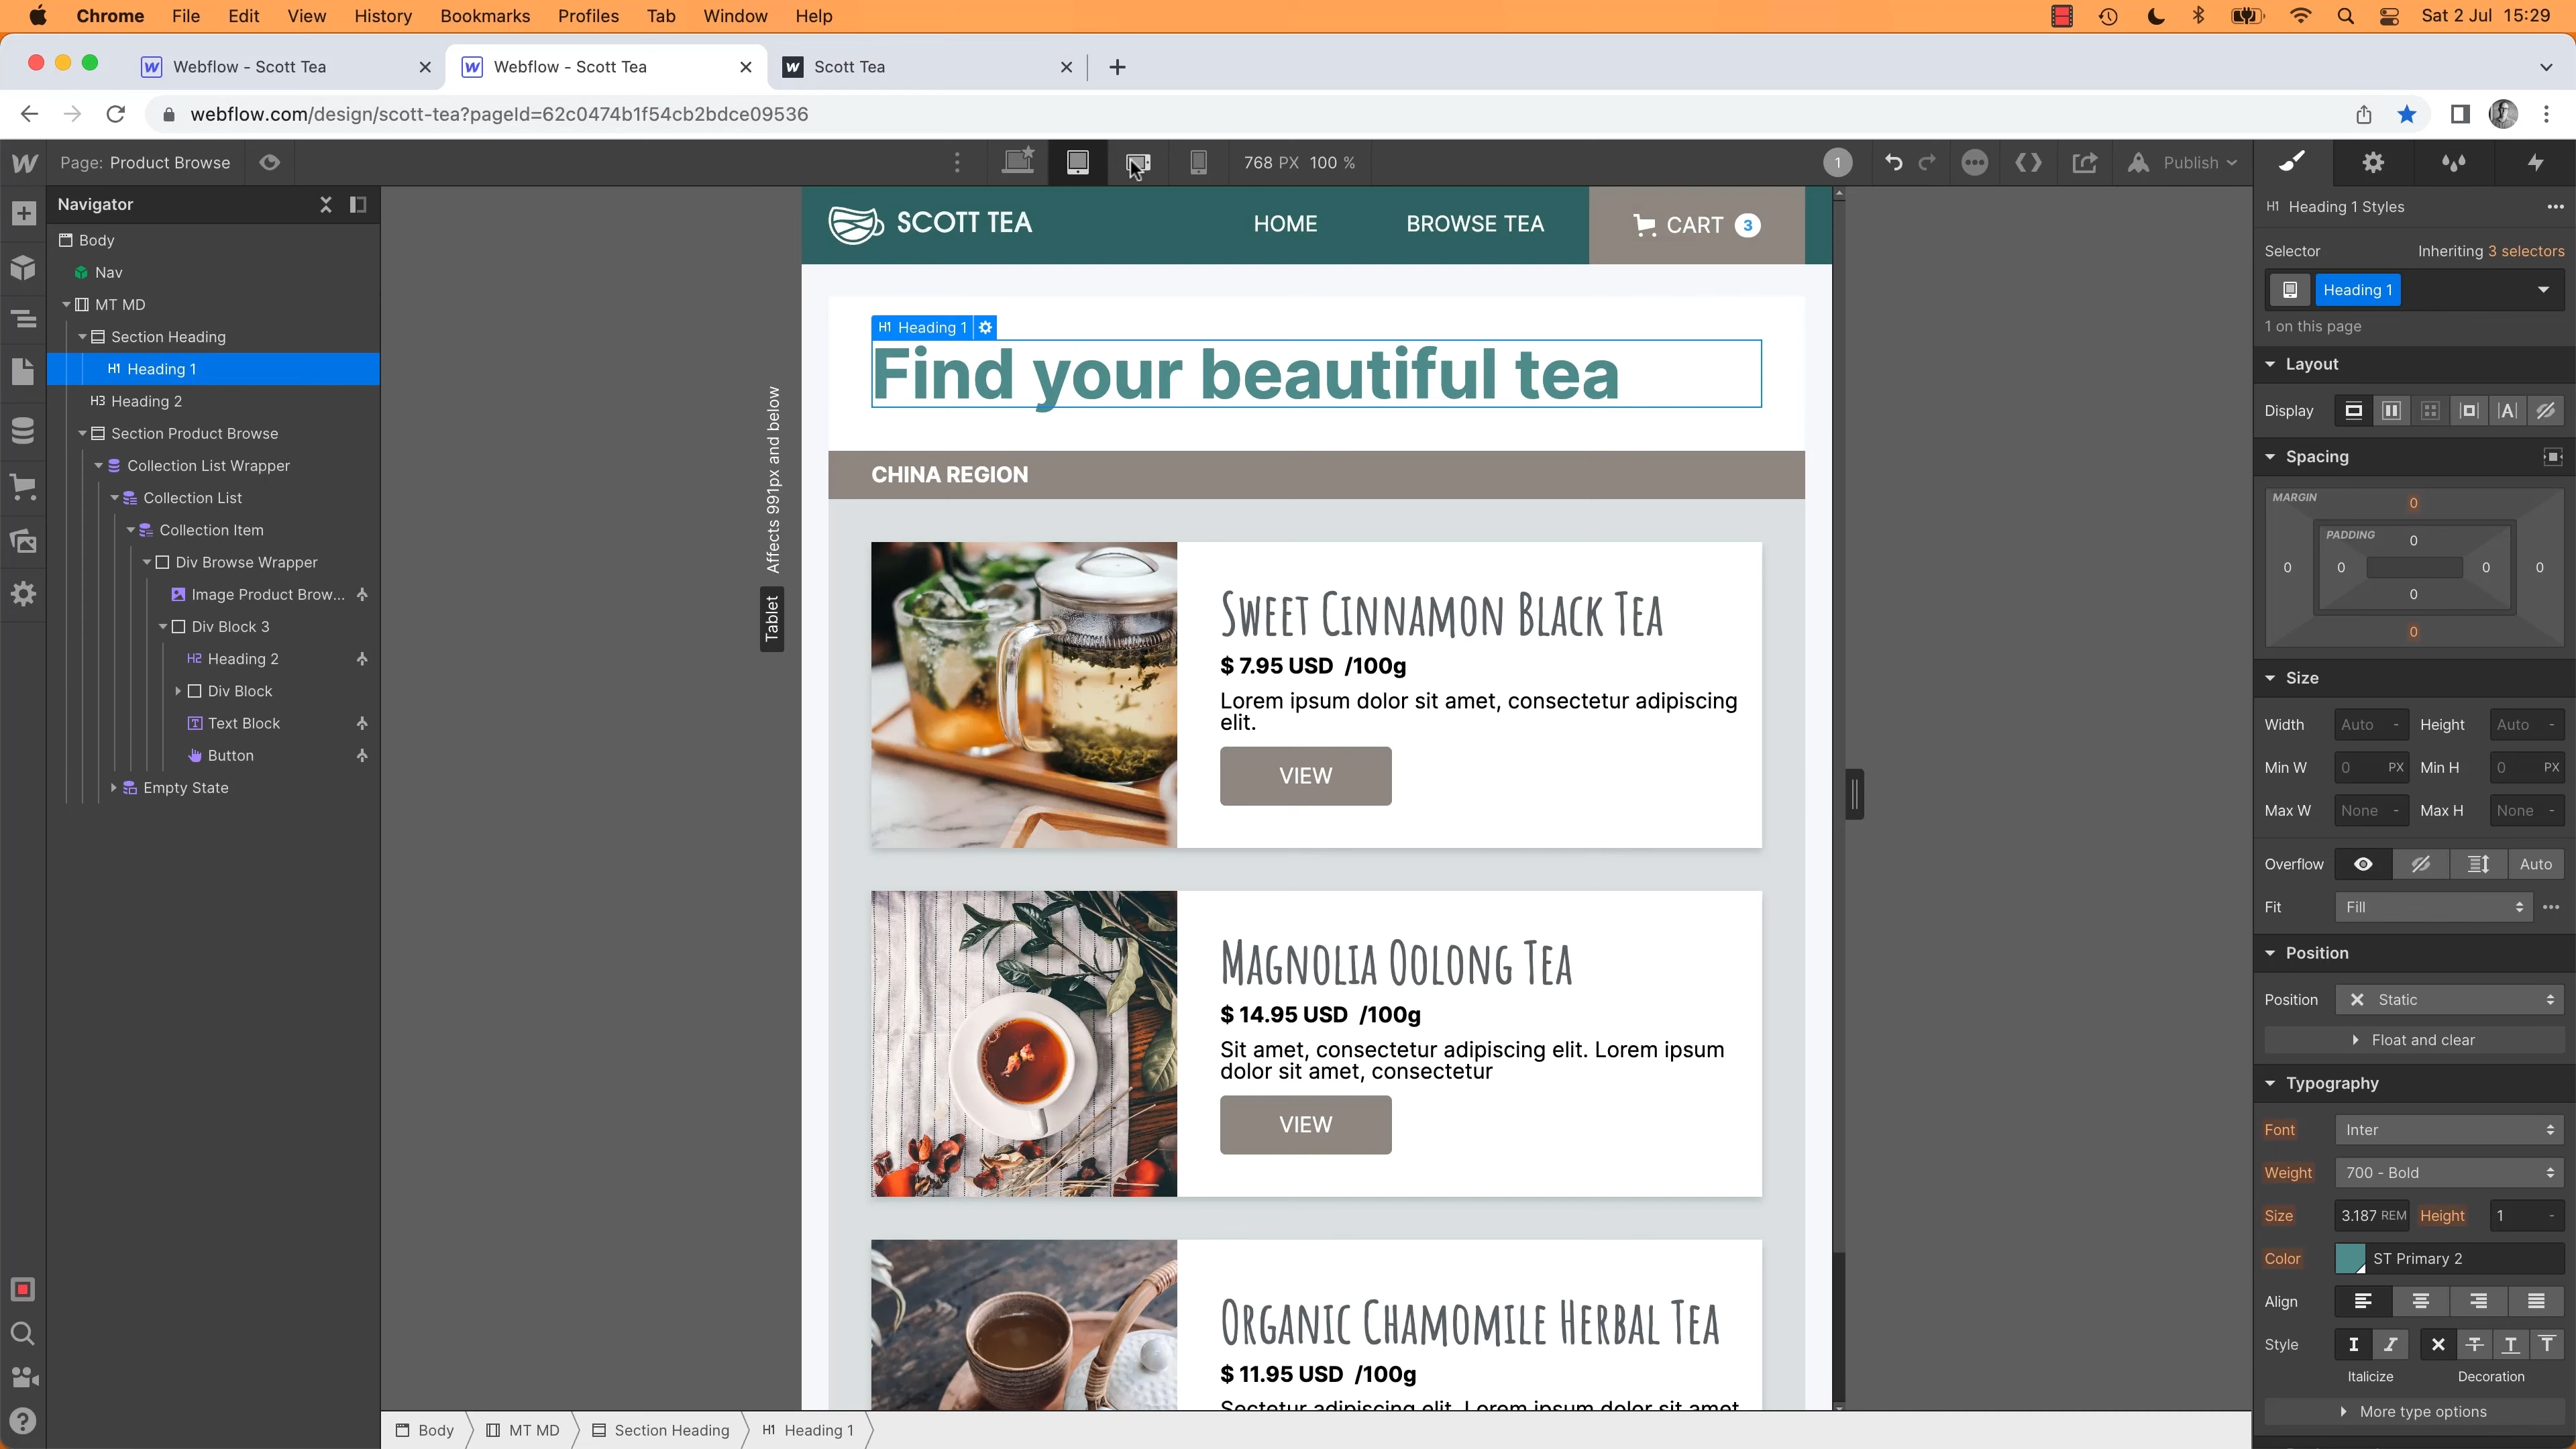 Chrome File Edit View History Bookmarks Profiles Tab Window Help Sat 2 Jul 15:29
Webflow - Scott Tea Webflow - Scott Tea Scott Tea
webflow.com/design/scott-tea?pageId=62c0474b1f54cb2bdce09536
Page: Product Browse 768 PX 100 % 1 Publish
Navigator
Body
Nav
MT MD
Section Heading
H1 Heading 1
H3 Heading 2
Section Product Browse
Collection List Wrapper
Collection List
Collection Item
Div Browse Wrapper
Image Product Brow...
Div Block 3
H2 Heading 2
Div Block
Text Block
Button
Empty State
Affects 991px and below
Tablet
SCOTT TEA HOME BROWSE TEA CART 3
H1 Heading 1
Find your beautiful tea
CHINA REGION
SWEET CINNAMON BLACK TEA
$ 7.95 USD /100g
Lorem ipsum dolor sit amet, consectetur adipiscing
elit.
VIEW
MAGNOLIA OOLONG TEA
$ 14.95 USD /100g
Sit amet, consectetur adipiscing elit. Lorem ipsum
dolor sit amet, consectetur
VIEW
ORGANIC CHAMOMILE HERBAL TEA
$ 11.95 USD /100g
Sectetur adipiscing elit. Lorem ipsum dolor sit amet
Body MT MD Section Heading H1 Heading 1
H1 Heading 1 Styles
Selector Inheriting 3 selectors
Heading 1
1 on this page
Layout
Display
Spacing
MARGIN 0
PADDING 0
0 0 0 0
0
0
Size
Width Auto - Height Auto -
Min W 0 PX Min H 0 PX
Max W None - Max H None -
Overflow Auto
Fit Fill
Position
Position Static
Float and clear
Typography
Font Inter
Weight 700 - Bold
Size 3.187 REM Height 1 -
Color ST Primary 2
Align
Style
Italicize Decoration
More type options